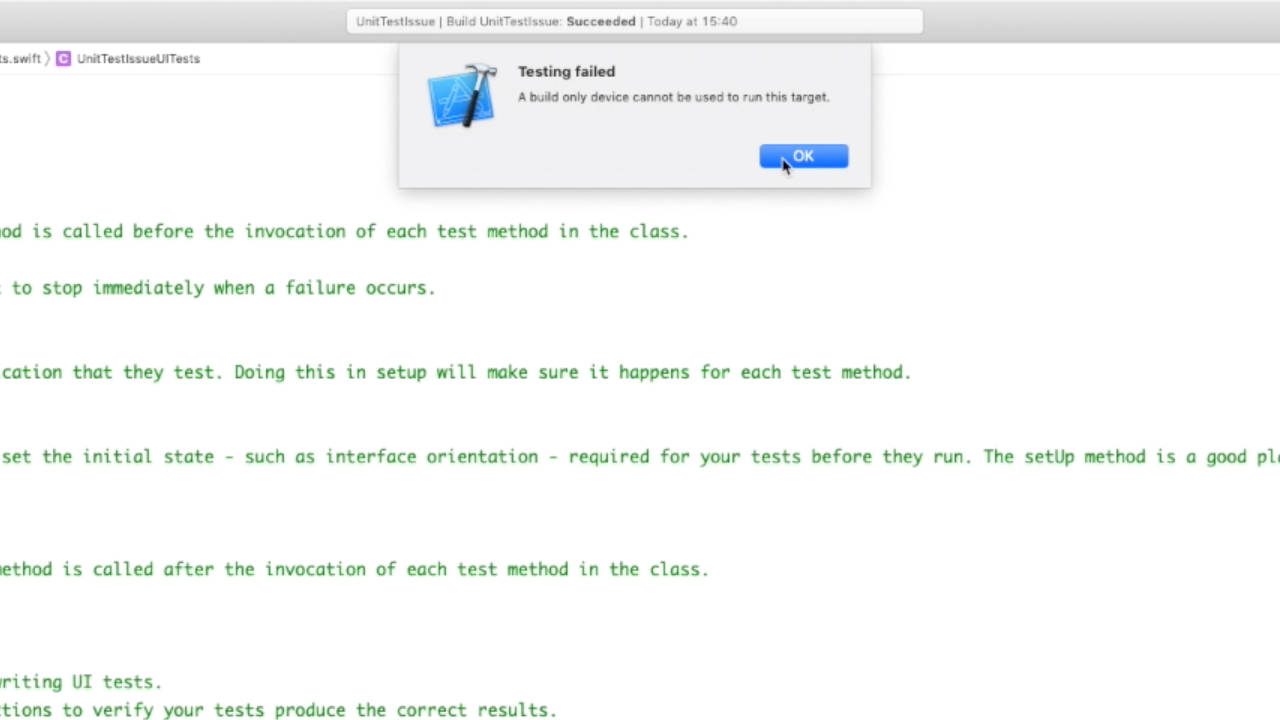 UnitTestIssue | Build UnitTestIssue: Succeeded | Today at 15:40
ts.swift 〉 C UnitTestIssueUITests
Testing failed
A build only device cannot be used to run this target.
OK
od is called before the invocation of each test method in the class.
to stop immediately when a failure occurs.
cation that they test. Doing this in setup will make sure it happens for each test method.
set the initial state - such as interface orientation - required for your tests before they run. The setUp method is a good pl
method is called after the invocation of each test method in the class.
writing UI tests.
tions to verify your tests produce the correct results.